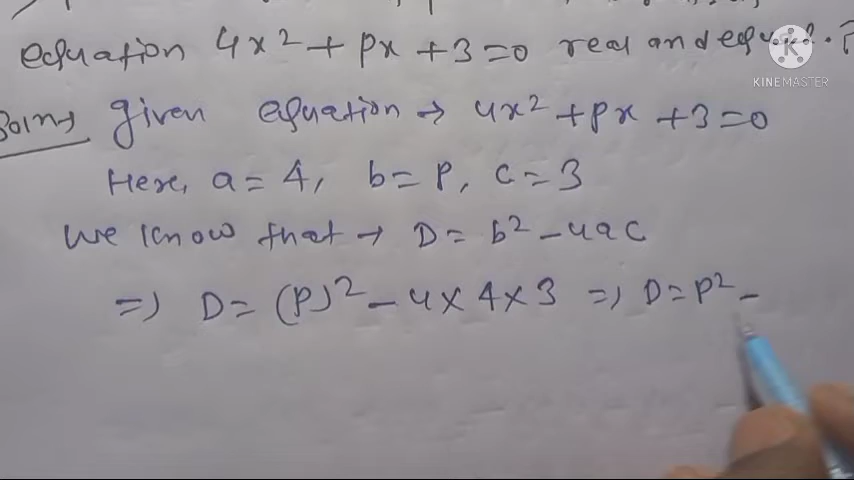 equation 4x² + px + 3 = 0 real and equal. ?
KINEMASTER
Soln→ given equation → 4x² + px + 3 = 0
Here, a = 4, b = P, c = 3
We know that → D = b² - 4ac
=) D = (P)² - 4 × 4 × 3 =) D = P² -